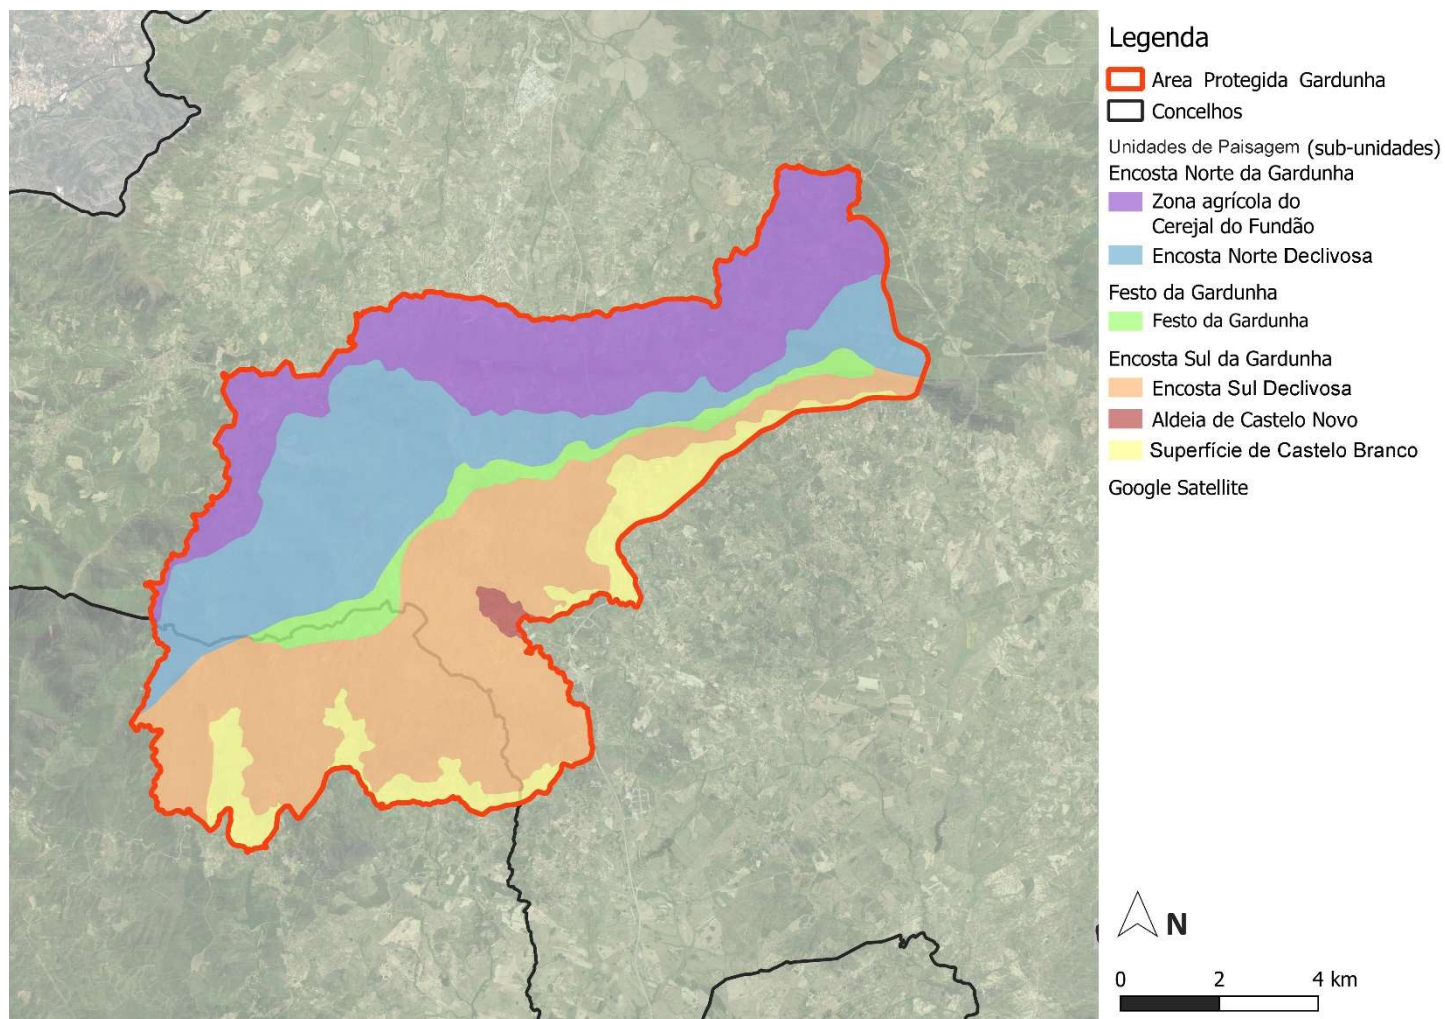 Legenda
Area Protegida Gardunha
Concelhos
Unidades de Paisagem (sub-unidades)
Encosta Norte da Gardunha
Zona agrícola do
Cerejal do Fundão
Encosta Norte Declivosa
Festo da Gardunha
Festo da Gardunha
Encosta Sul da Gardunha
Encosta Sul Declivosa
Aldeia de Castelo Novo
Superfície de Castelo Branco
Google Satellite
N
0 2 4 km